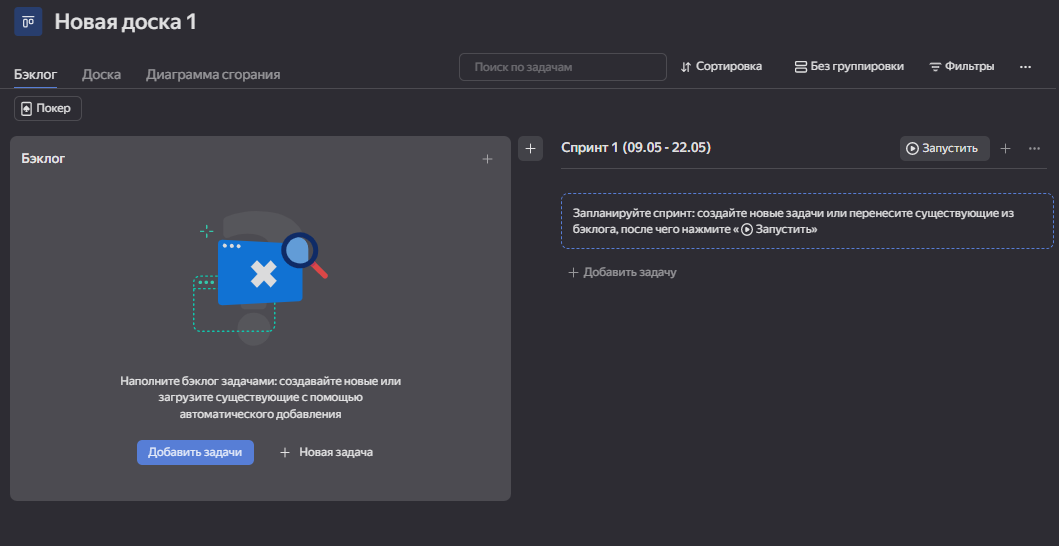 Новая доска 1
Бэклог
Доска
Диаграмма сгорания
Поиск по задачам
Сортировка
Без группировки
Фильтры
Покер
Бэклог
Наполните бэклог задачами: создавайте новые или
загрузите существующие с помощью
автоматического добавления
Добавить задачи
Новая задача
Спринт 1 (09.05 - 22.05)
Запустить
Запланируйте спринт: создайте новые задачи или перенесите существующие из
бэклога, после чего нажмите « Запустить»
Добавить задачу